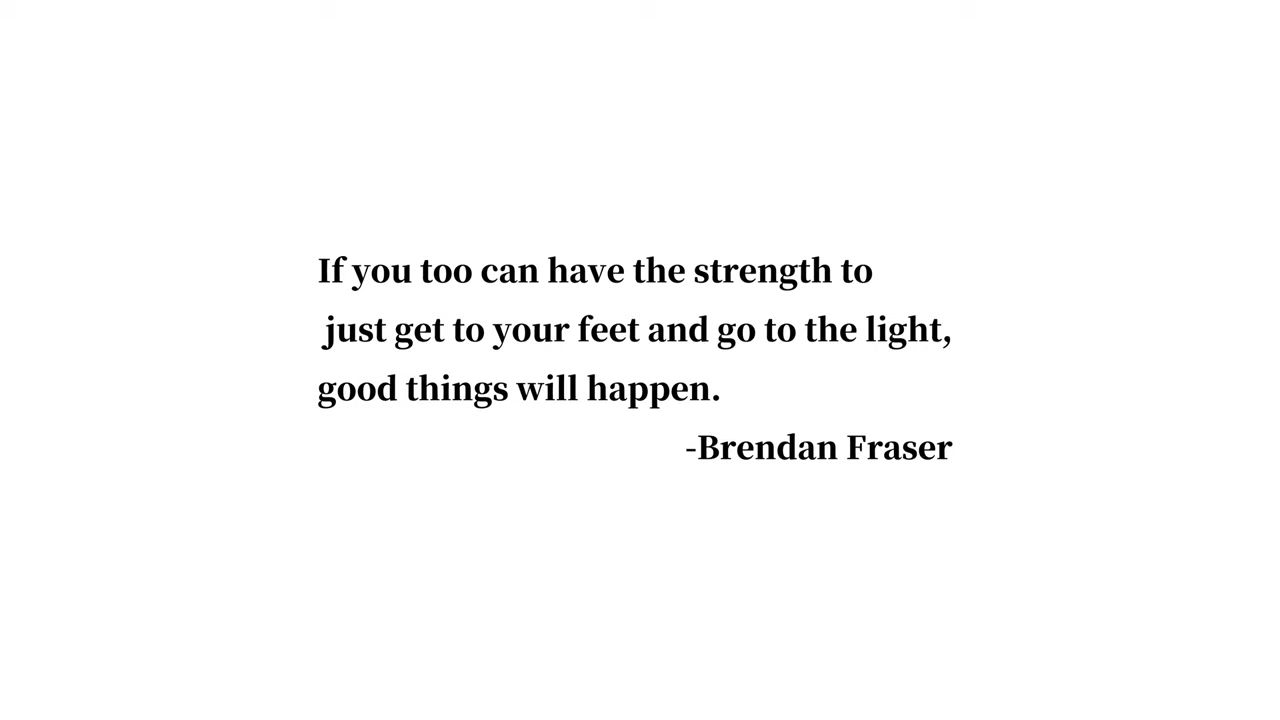 If you too can have the strength to
just get to your feet and go to the light,
good things will happen.
-Brendan Fraser